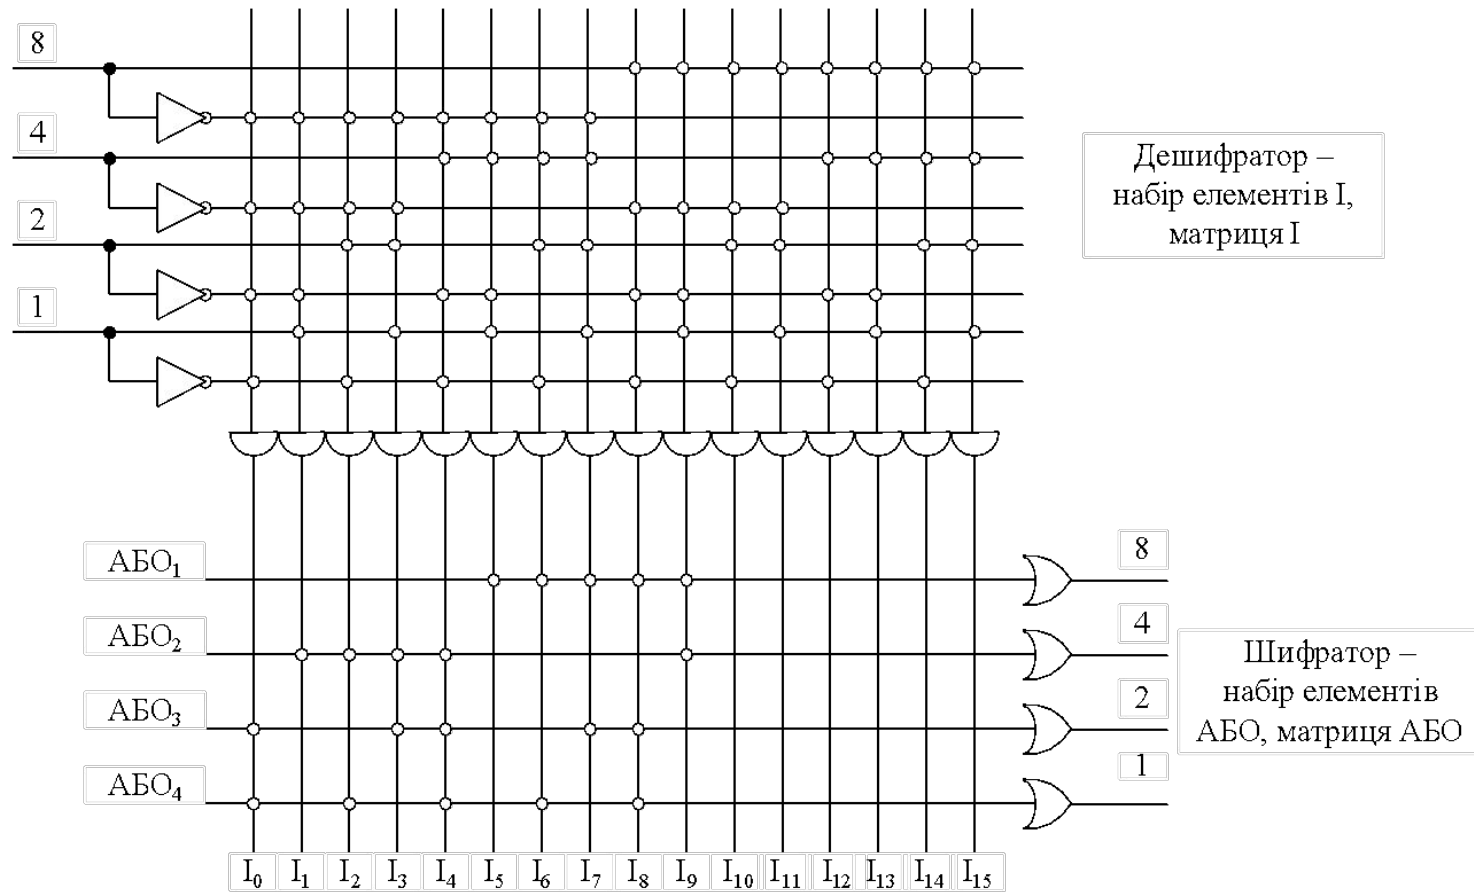 8
4
2
1
Дешифратор –
набір елементів І,
матриця І
АБО₁
АБО₂
АБО₃
АБО₄
8
4
2
1
Шифратор –
набір елементів
АБО, матриця АБО
І₀ І₁ І₂ І₃ І₄ І₅ І₆ І₇ І₈ І₉ І₁₀ І₁₁ І₁₂ І₁₃ І₁₄ І₁₅